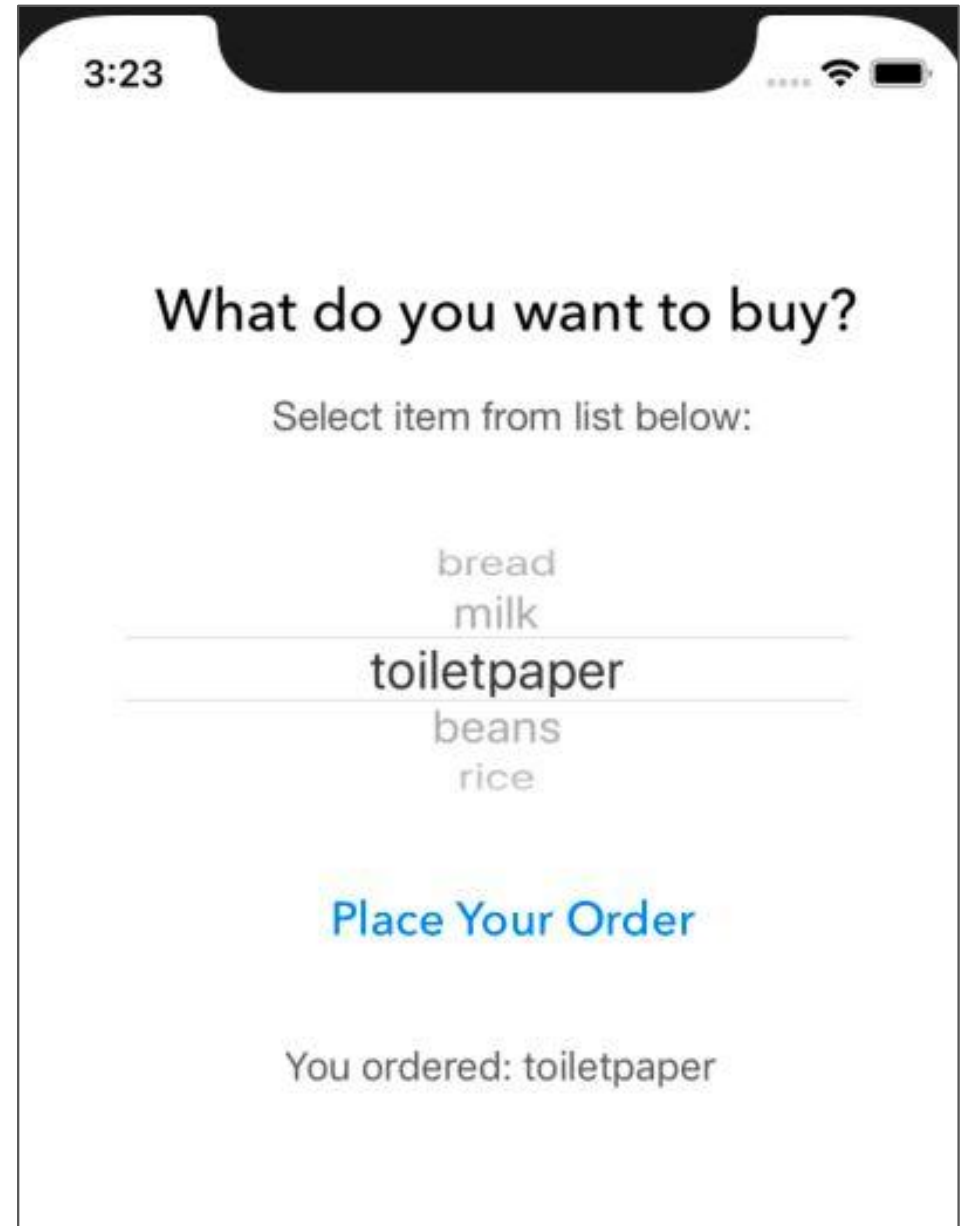 3:23
What do you want to buy?
Select item from list below:
bread
milk
toiletpaper
beans
rice
Place Your Order
You ordered: toiletpaper